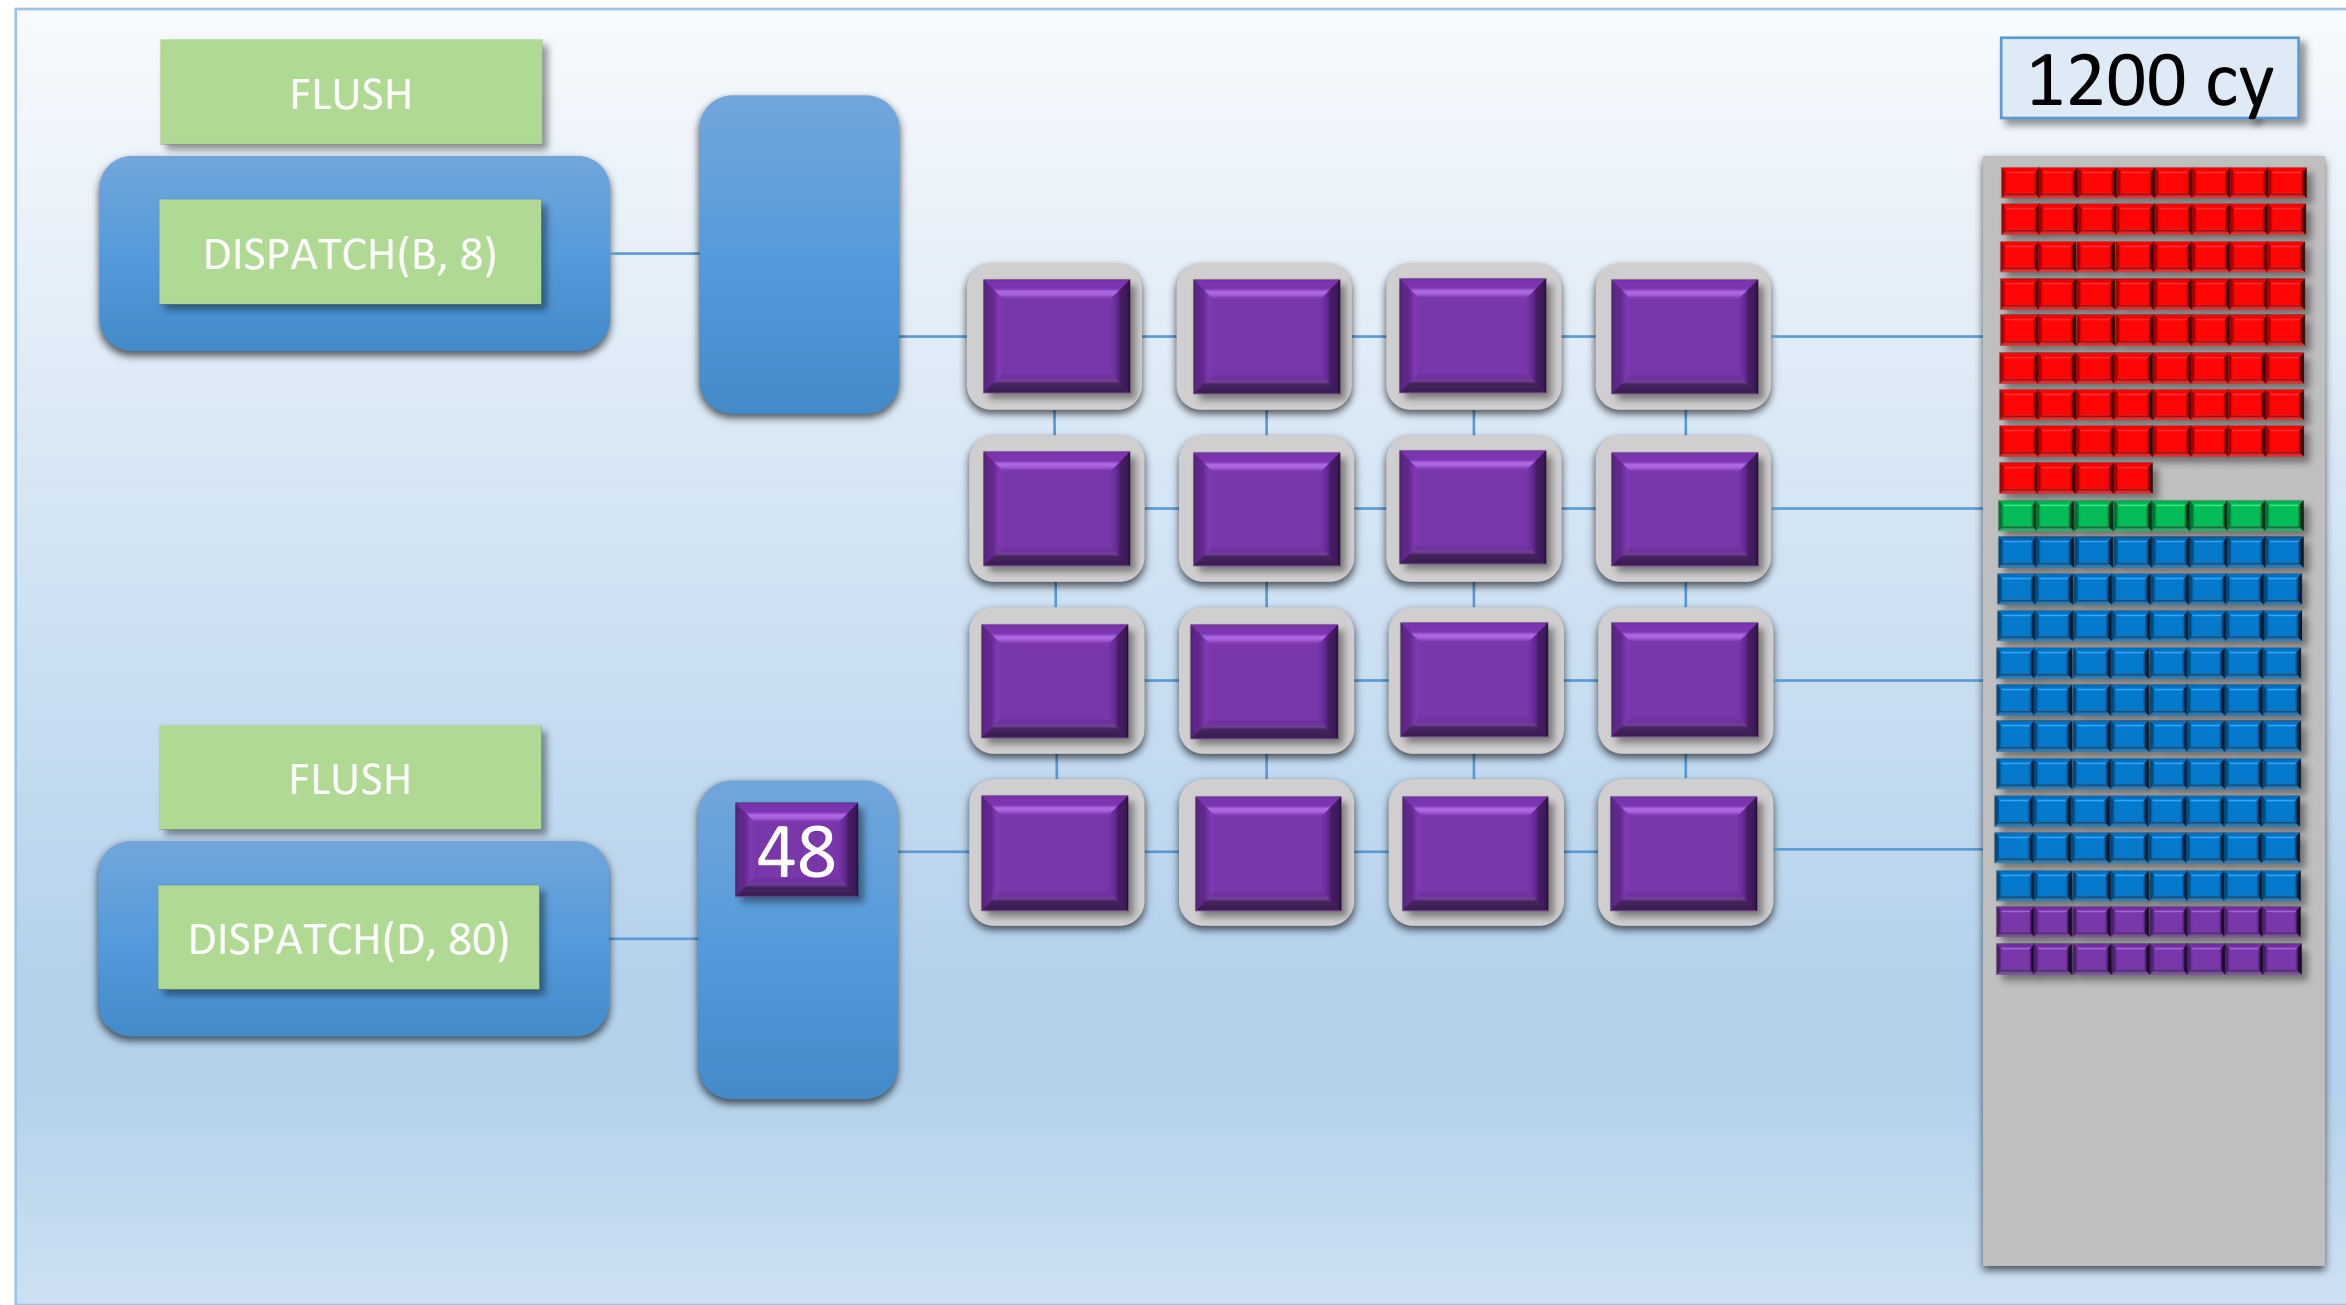 FLUSH
1200 cy
DISPATCH(B, 8)
FLUSH
48
DISPATCH(D, 80)